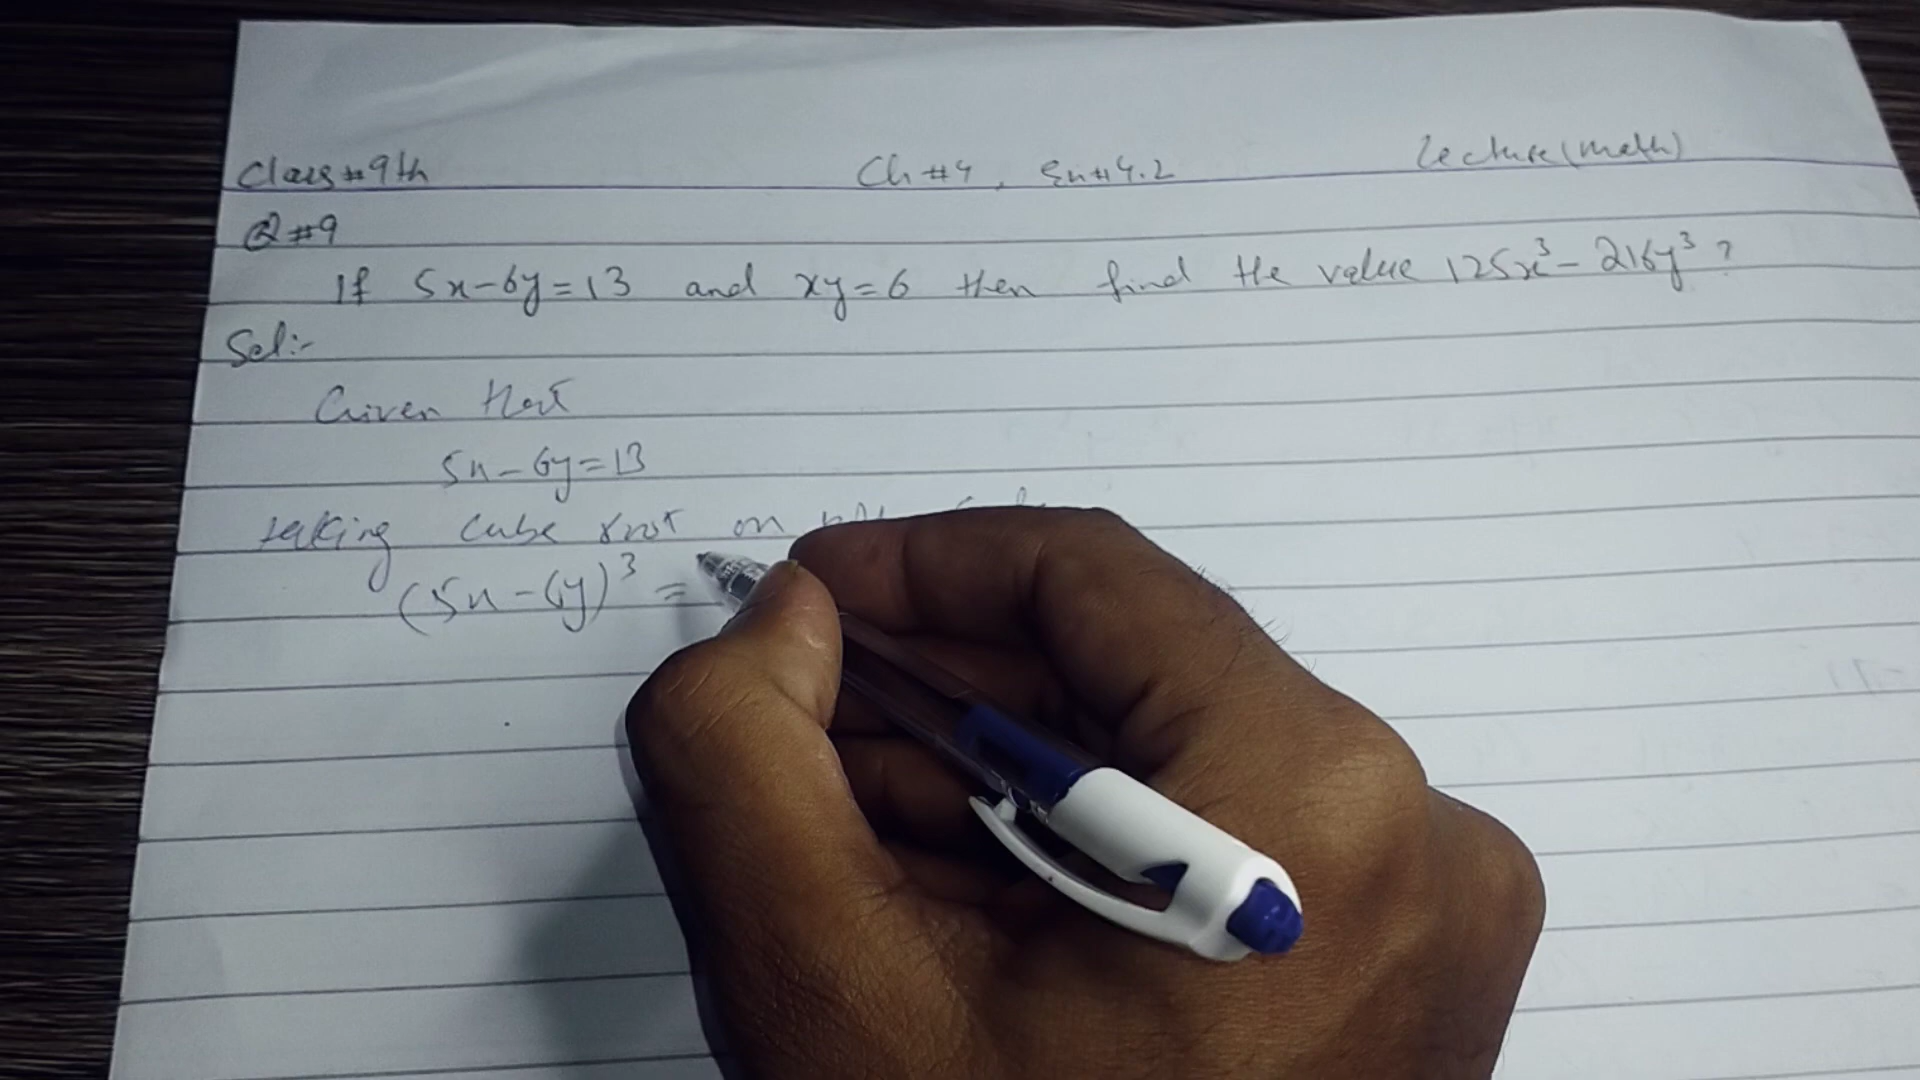 Class #9th Ch #4, Ex#4.2 Lecture (math)
Q #9
If 5x-6y=13 and xy=6 then find the value 125x³-216y³?
Sol:-
Given that
5x-6y=13
taking cube root on
(5x-6y)³ =